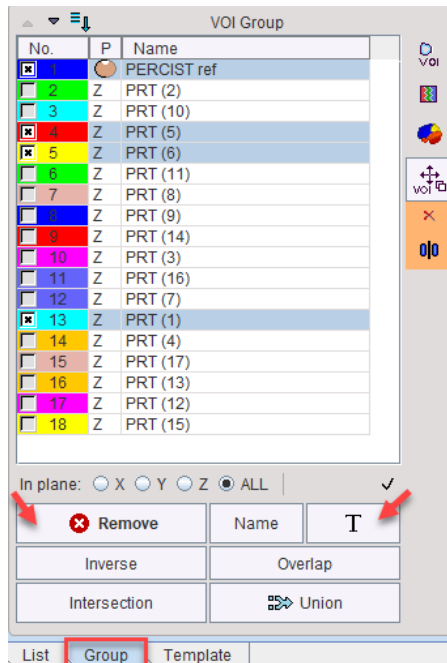 VOI Group
No. P Name
1 PERCIST ref
2 Z PRT (2)
3 Z PRT (10)
4 Z PRT (5)
5 Z PRT (6)
6 Z PRT (11)
7 Z PRT (8)
8 Z PRT (9)
9 Z PRT (14)
10 Z PRT (3)
11 Z PRT (16)
12 Z PRT (7)
13 Z PRT (1)
14 Z PRT (4)
15 Z PRT (17)
16 Z PRT (13)
17 Z PRT (12)
18 Z PRT (15)
VOI
voi
0|0
In plane: X Y Z ALL
Remove Name T
Inverse Overlap
Intersection Union
List Group Template